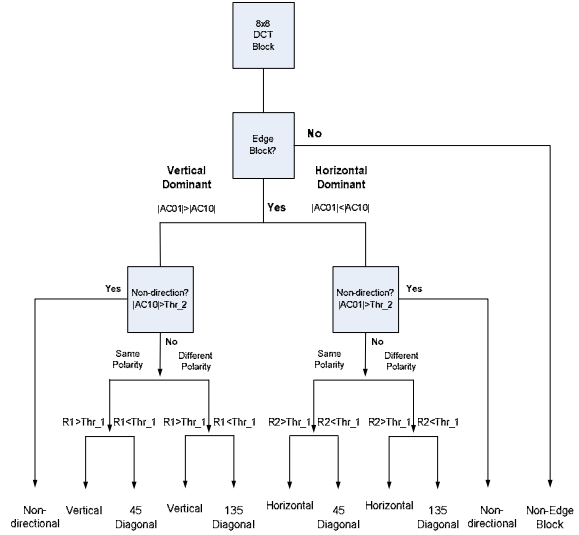 8x8
DCT
Block
Edge
Block?
No
Vertical
Dominant
Horizontal
Dominant
|AC01|>|AC10|
Yes
|AC01|<|AC10|
Yes
Non-direction?
|AC10|>Thr_2
Non-direction?
|AC01|>Thr_2
Yes
No
No
Same
Polarity
Different
Polarity
Same
Polarity
Different
Polarity
R1>Thr_1
R1<Thr_1
R1>Thr_1
R1<Thr_1
R2>Thr_1
R2<Thr_1
R2>Thr_1
R2<Thr_1
Non-
directional
Vertical
45
Diagonal
Vertical
135
Diagonal
Horizontal
45
Diagonal
Horizontal
135
Diagonal
Non-
directional
Non-Edge
Block